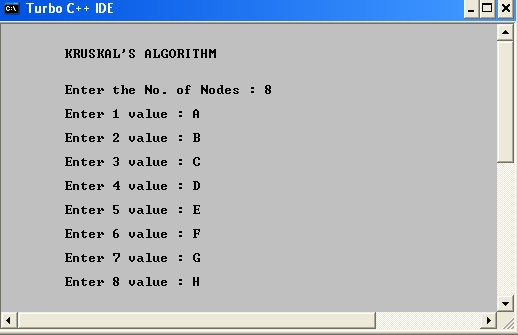 Turbo C++ IDE
KRUSKAL'S ALGORITHM
Enter the No. of Nodes : 8
Enter 1 value : A
Enter 2 value : B
Enter 3 value : C
Enter 4 value : D
Enter 5 value : E
Enter 6 value : F
Enter 7 value : G
Enter 8 value : H